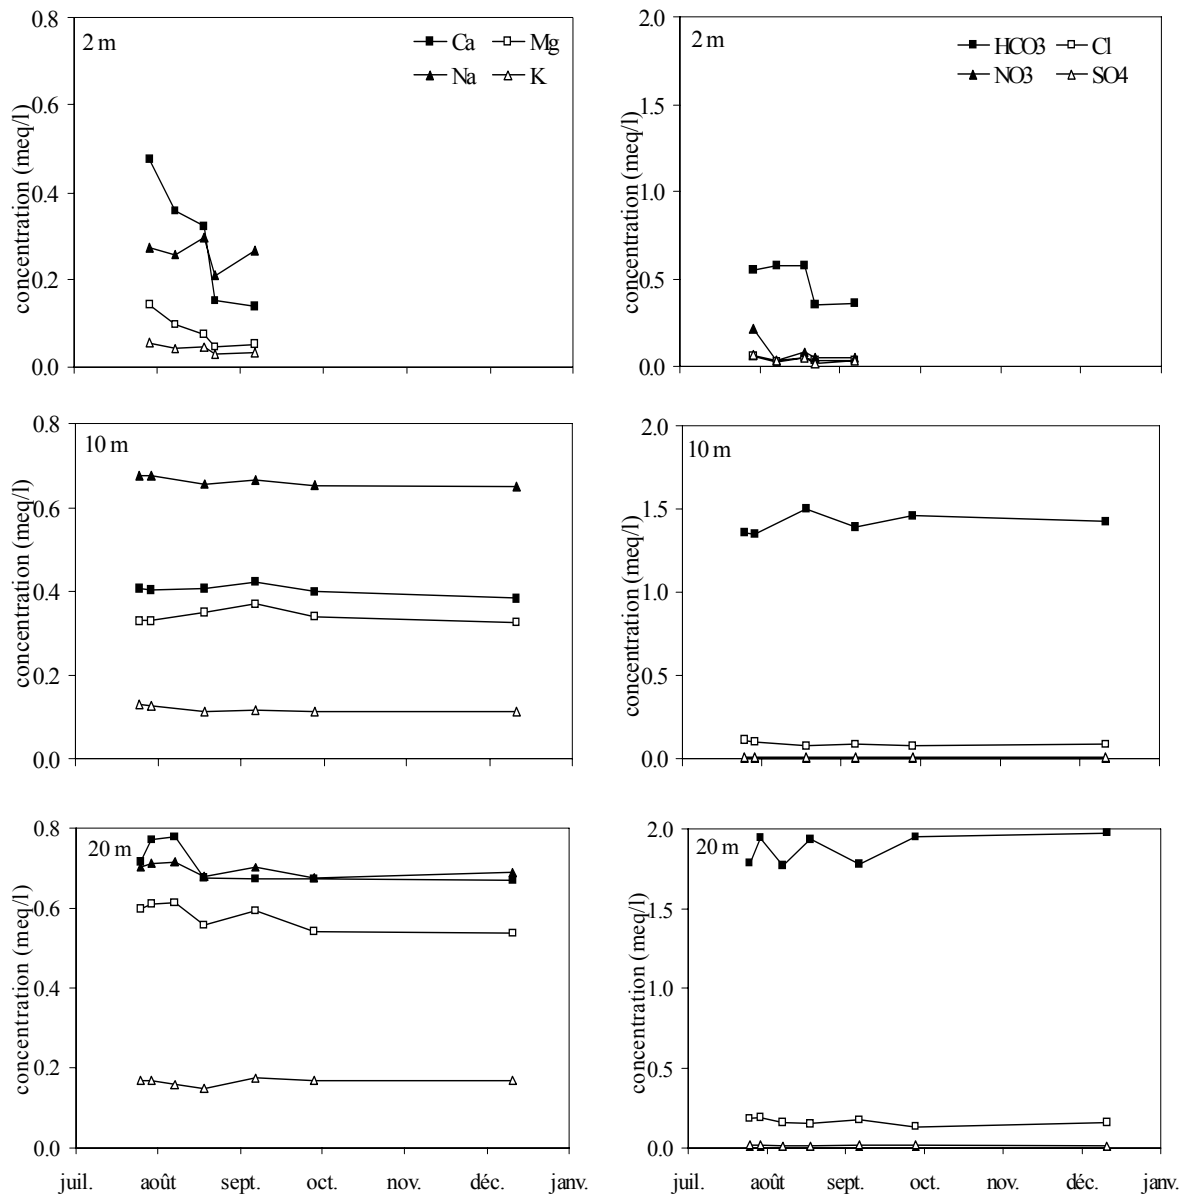 2 m
Ca Mg
Na K
0.8
0.6
0.4
0.2
0.0
concentration (meq/l)
2 m
HCO3 Cl
NO3 SO4
2.0
1.5
1.0
0.5
0.0
concentration (meq/l)
10 m
0.8
0.6
0.4
0.2
0.0
concentration (meq/l)
10 m
2.0
1.5
1.0
0.5
0.0
concentration (meq/l)
20 m
0.8
0.6
0.4
0.2
0.0
concentration (meq/l)
juil. août sept. oct. nov. déc. janv.
20 m
2.0
1.5
1.0
0.5
0.0
concentration (meq/l)
juil. août sept. oct. nov. déc. janv.